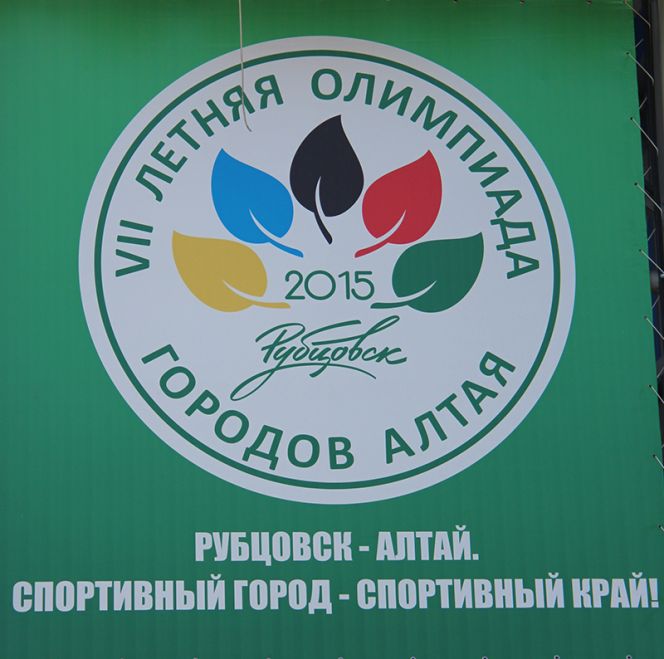 VII ЛЕТНЯЯ ОЛИМПИАДА
2015
Рубцовск
ГОРОДОВ АЛТАЯ
РУБЦОВСК - АЛТАЙ.
СПОРТИВНЫЙ ГОРОД - СПОРТИВНЫЙ КРАЙ!